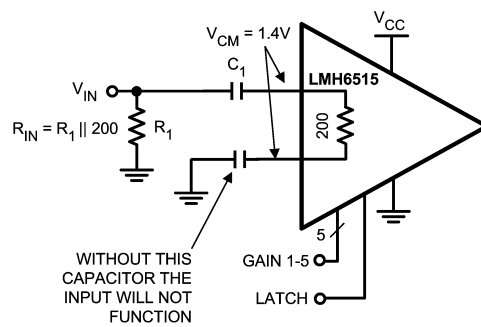 VCM = 1.4V
VCC
C1
LMH6515
VIN
RIN = R1 || 200
R1
200
5
WITHOUT THIS
CAPACITOR THE
INPUT WILL NOT
FUNCTION
GAIN 1-5
LATCH